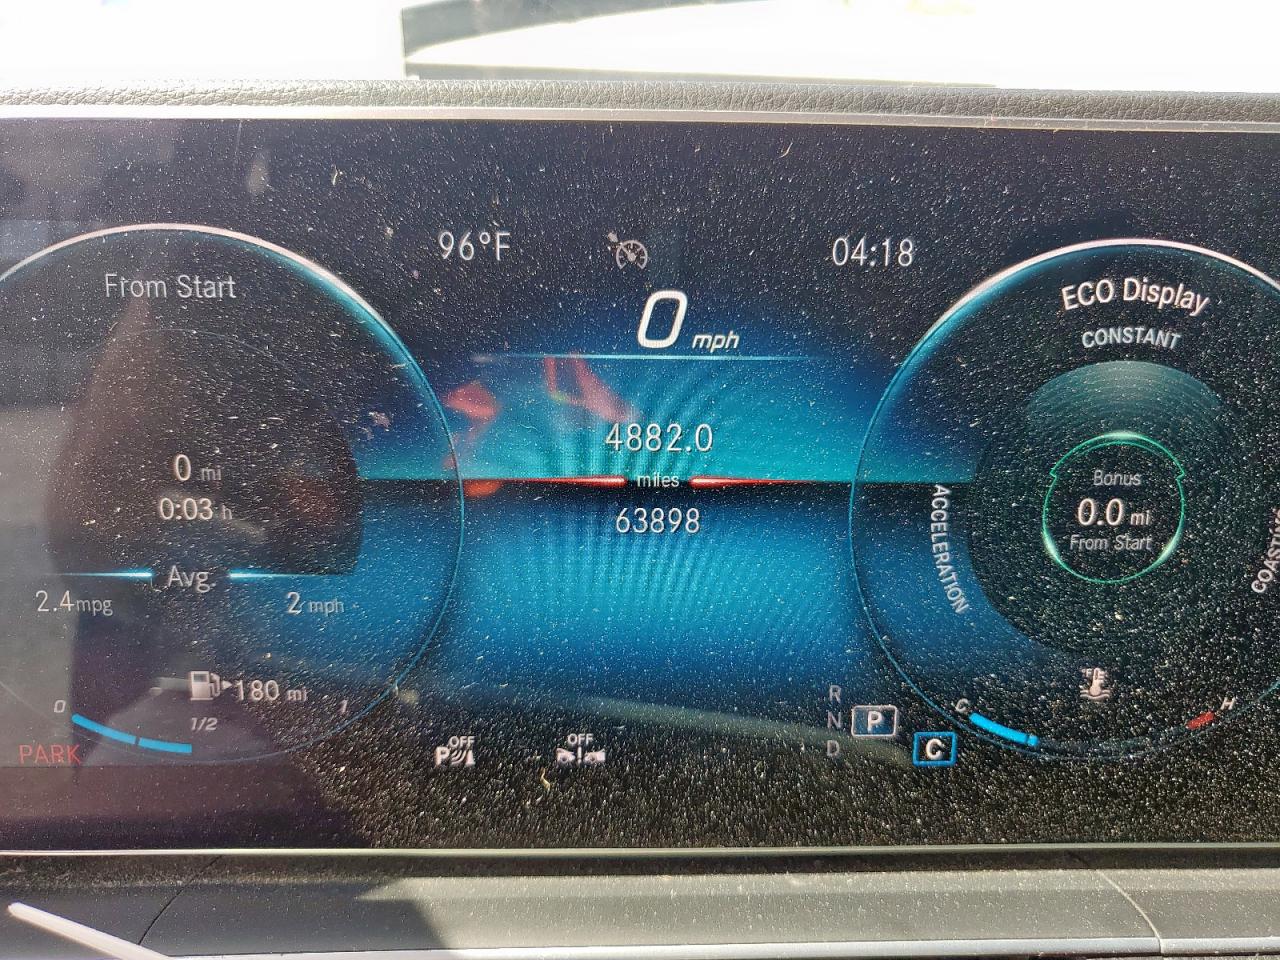 96°F
04:18
From Start
ECO Display
CONSTANT
0 mph
4882.0
miles
63898
0 mi
0:03 h
Avg.
2.4mpg
2 mph
Bonus
0.0 mi
From Start
ACCELERATION
180 mi
0
1/2
1
PARK
OFF
P
OFF
R
N
P
D
C
°F
C
H